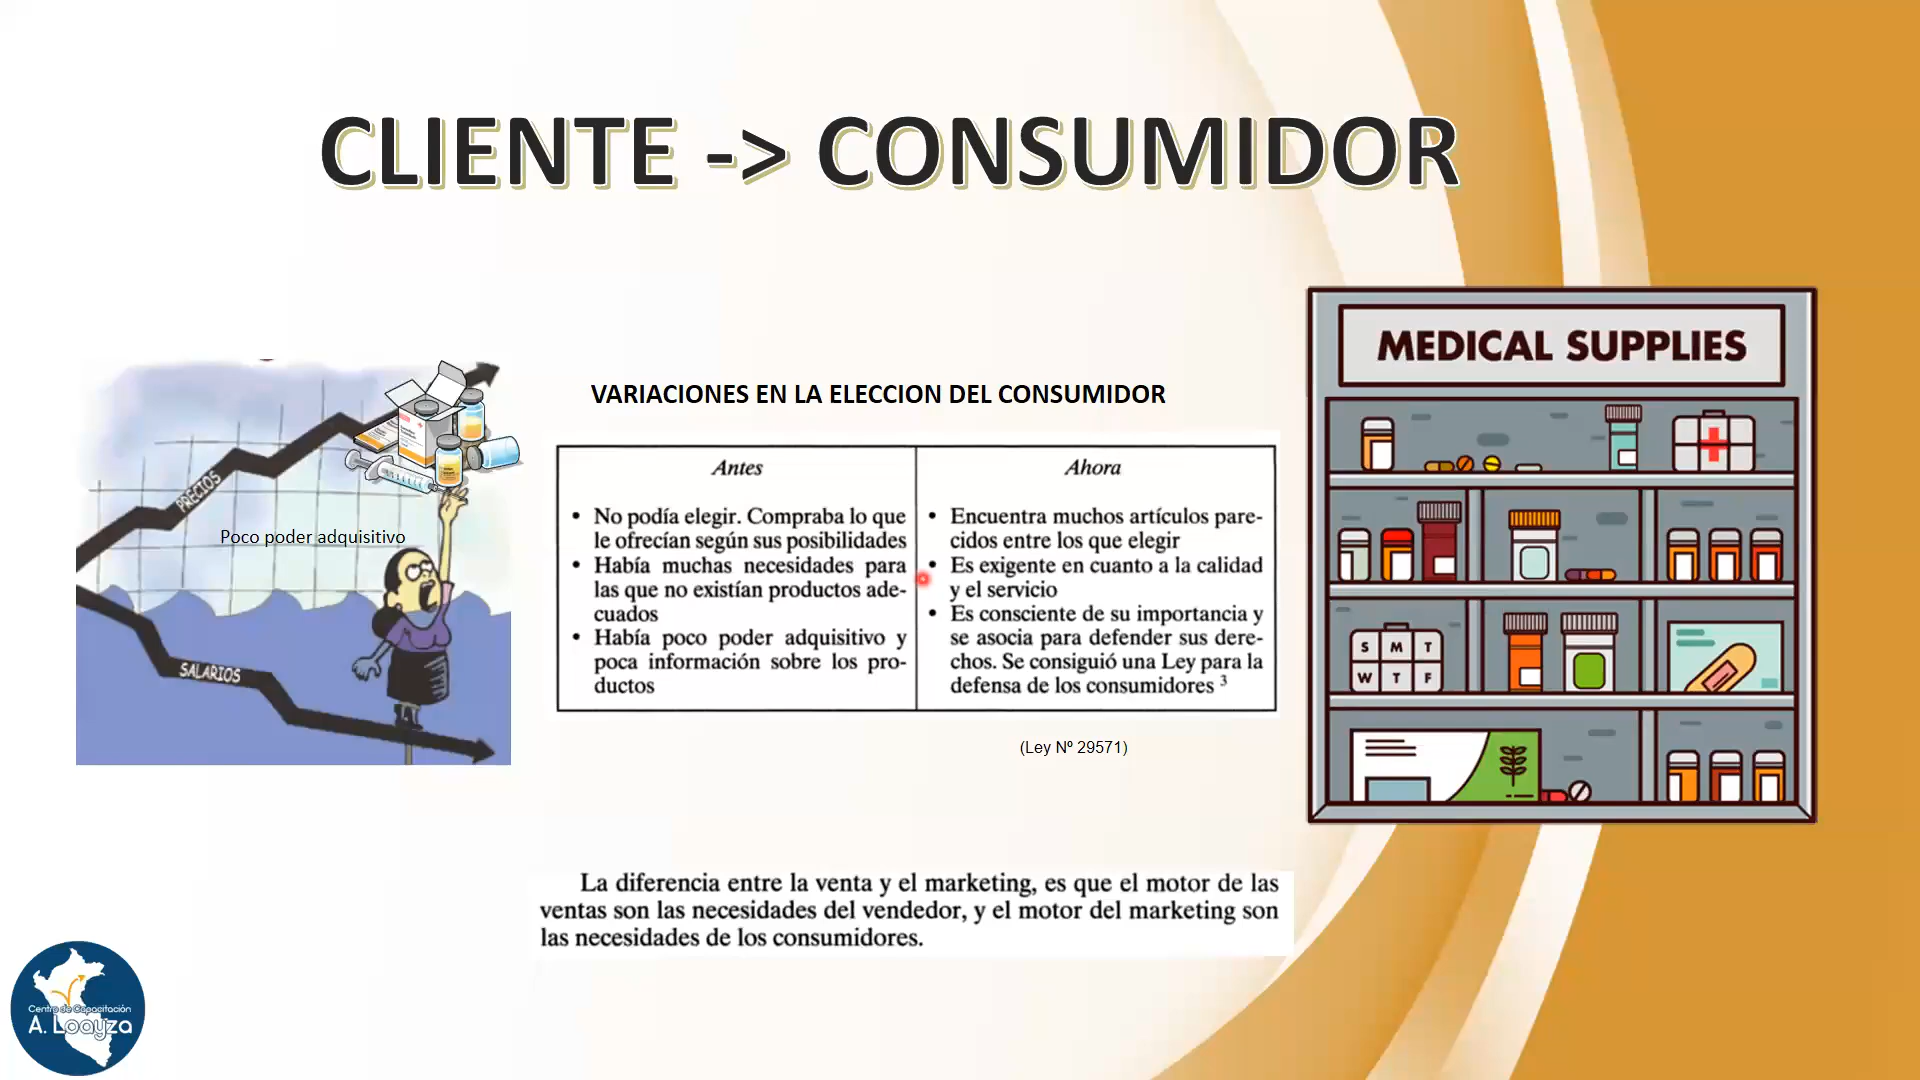 CLIENTE -> CONSUMIDOR
PRECIOS
Poco poder adquisitivo
SALARIOS
VARIACIONES EN LA ELECCION DEL CONSUMIDOR
Antes
• No podía elegir. Compraba lo que
le ofrecían según sus posibilidades
• Había muchas necesidades para
las que no existían productos ade-
cuados
• Había poco poder adquisitivo y
poca información sobre los pro-
ductos
Ahora
• Encuentra muchos artículos pare-
cidos entre los que elegir
• Es exigente en cuanto a la calidad
y el servicio
• Es consciente de su importancia y
se asocia para defender sus dere-
chos. Se consiguió una Ley para la
defensa de los consumidores 3
(Ley Nº 29571)
La diferencia entre la venta y el marketing, es que el motor de las
ventas son las necesidades del vendedor, y el motor del marketing son
las necesidades de los consumidores.
MEDICAL SUPPLIES
S M T
W T F
Centro de Capacitación
A. Loayza